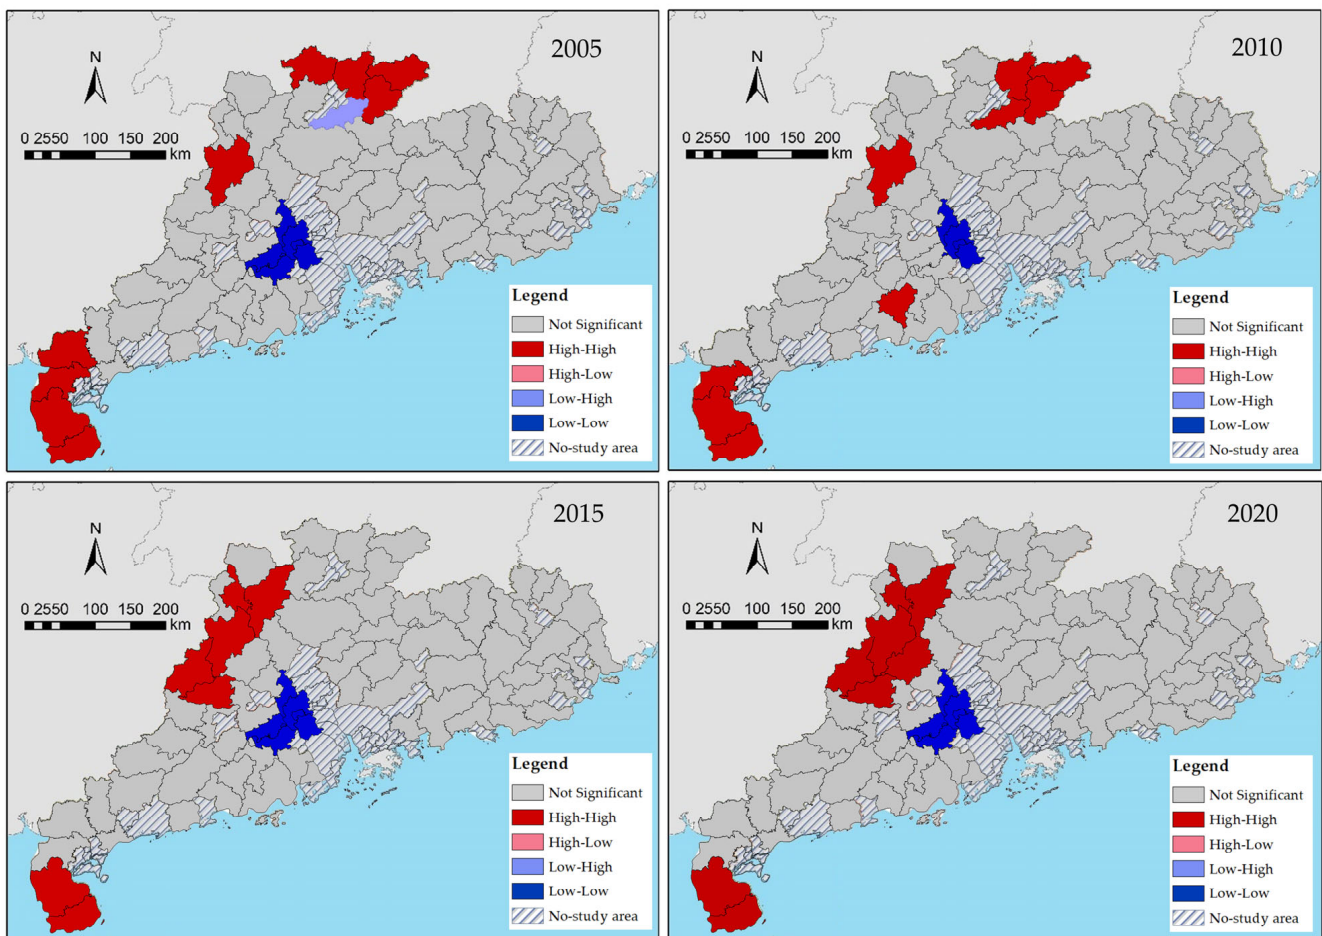 2005
N
0 2550 100 150 200
km
Legend
Not Significant
High-High
High-Low
Low-High
Low-Low
No-study area
2010
N
0 2550 100 150 200
km
Legend
Not Significant
High-High
High-Low
Low-High
Low-Low
No-study area
2015
N
0 2550 100 150 200
km
Legend
Not Significant
High-High
High-Low
Low-High
Low-Low
No-study area
2020
N
0 2550 100 150 200
km
Legend
Not Significant
High-High
High-Low
Low-High
Low-Low
No-study area